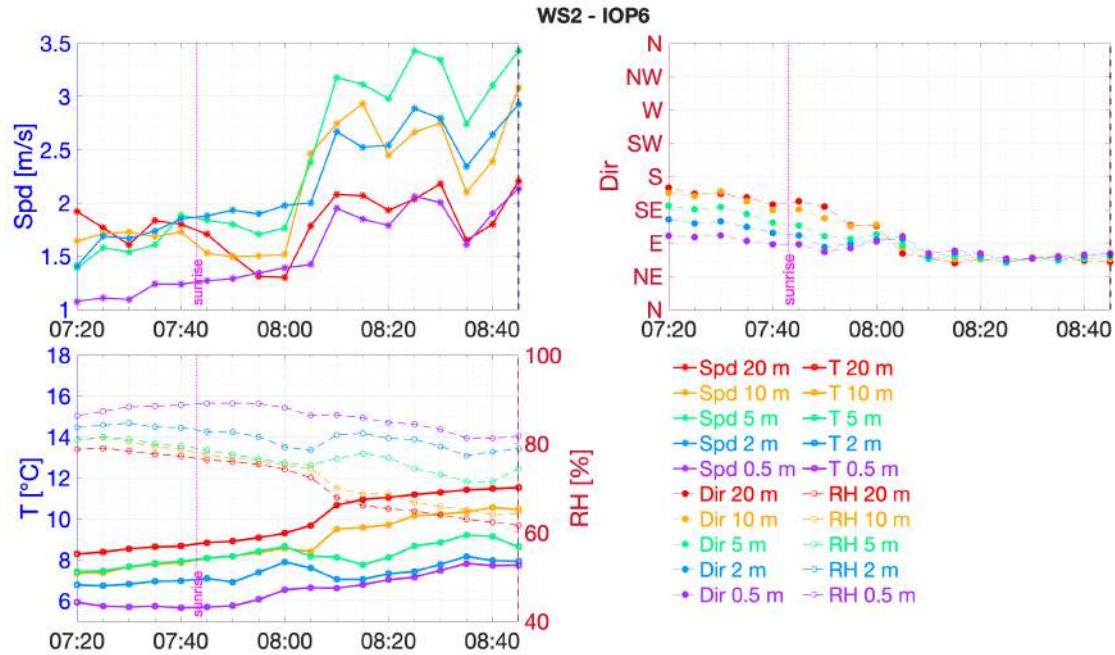 WS2 - IOP6
3.5
3
2.5
2
1.5
1
Spd [m/s]
sunrise
07:20 07:40 08:00 08:20 08:40
N
NW
W
SW
S
SE
E
NE
N
Dir
sunrise
07:20 07:40 08:00 08:20 08:40
18
16
14
12
10
8
6
T [°C]
sunrise
100
80
60
40
RH [%]
07:20 07:40 08:00 08:20 08:40
Spd 20 m T 20 m
Spd 10 m T 10 m
Spd 5 m T 5 m
Spd 2 m T 2 m
Spd 0.5 m T 0.5 m
Dir 20 m RH 20 m
Dir 10 m RH 10 m
Dir 5 m RH 5 m
Dir 2 m RH 2 m
Dir 0.5 m RH 0.5 m